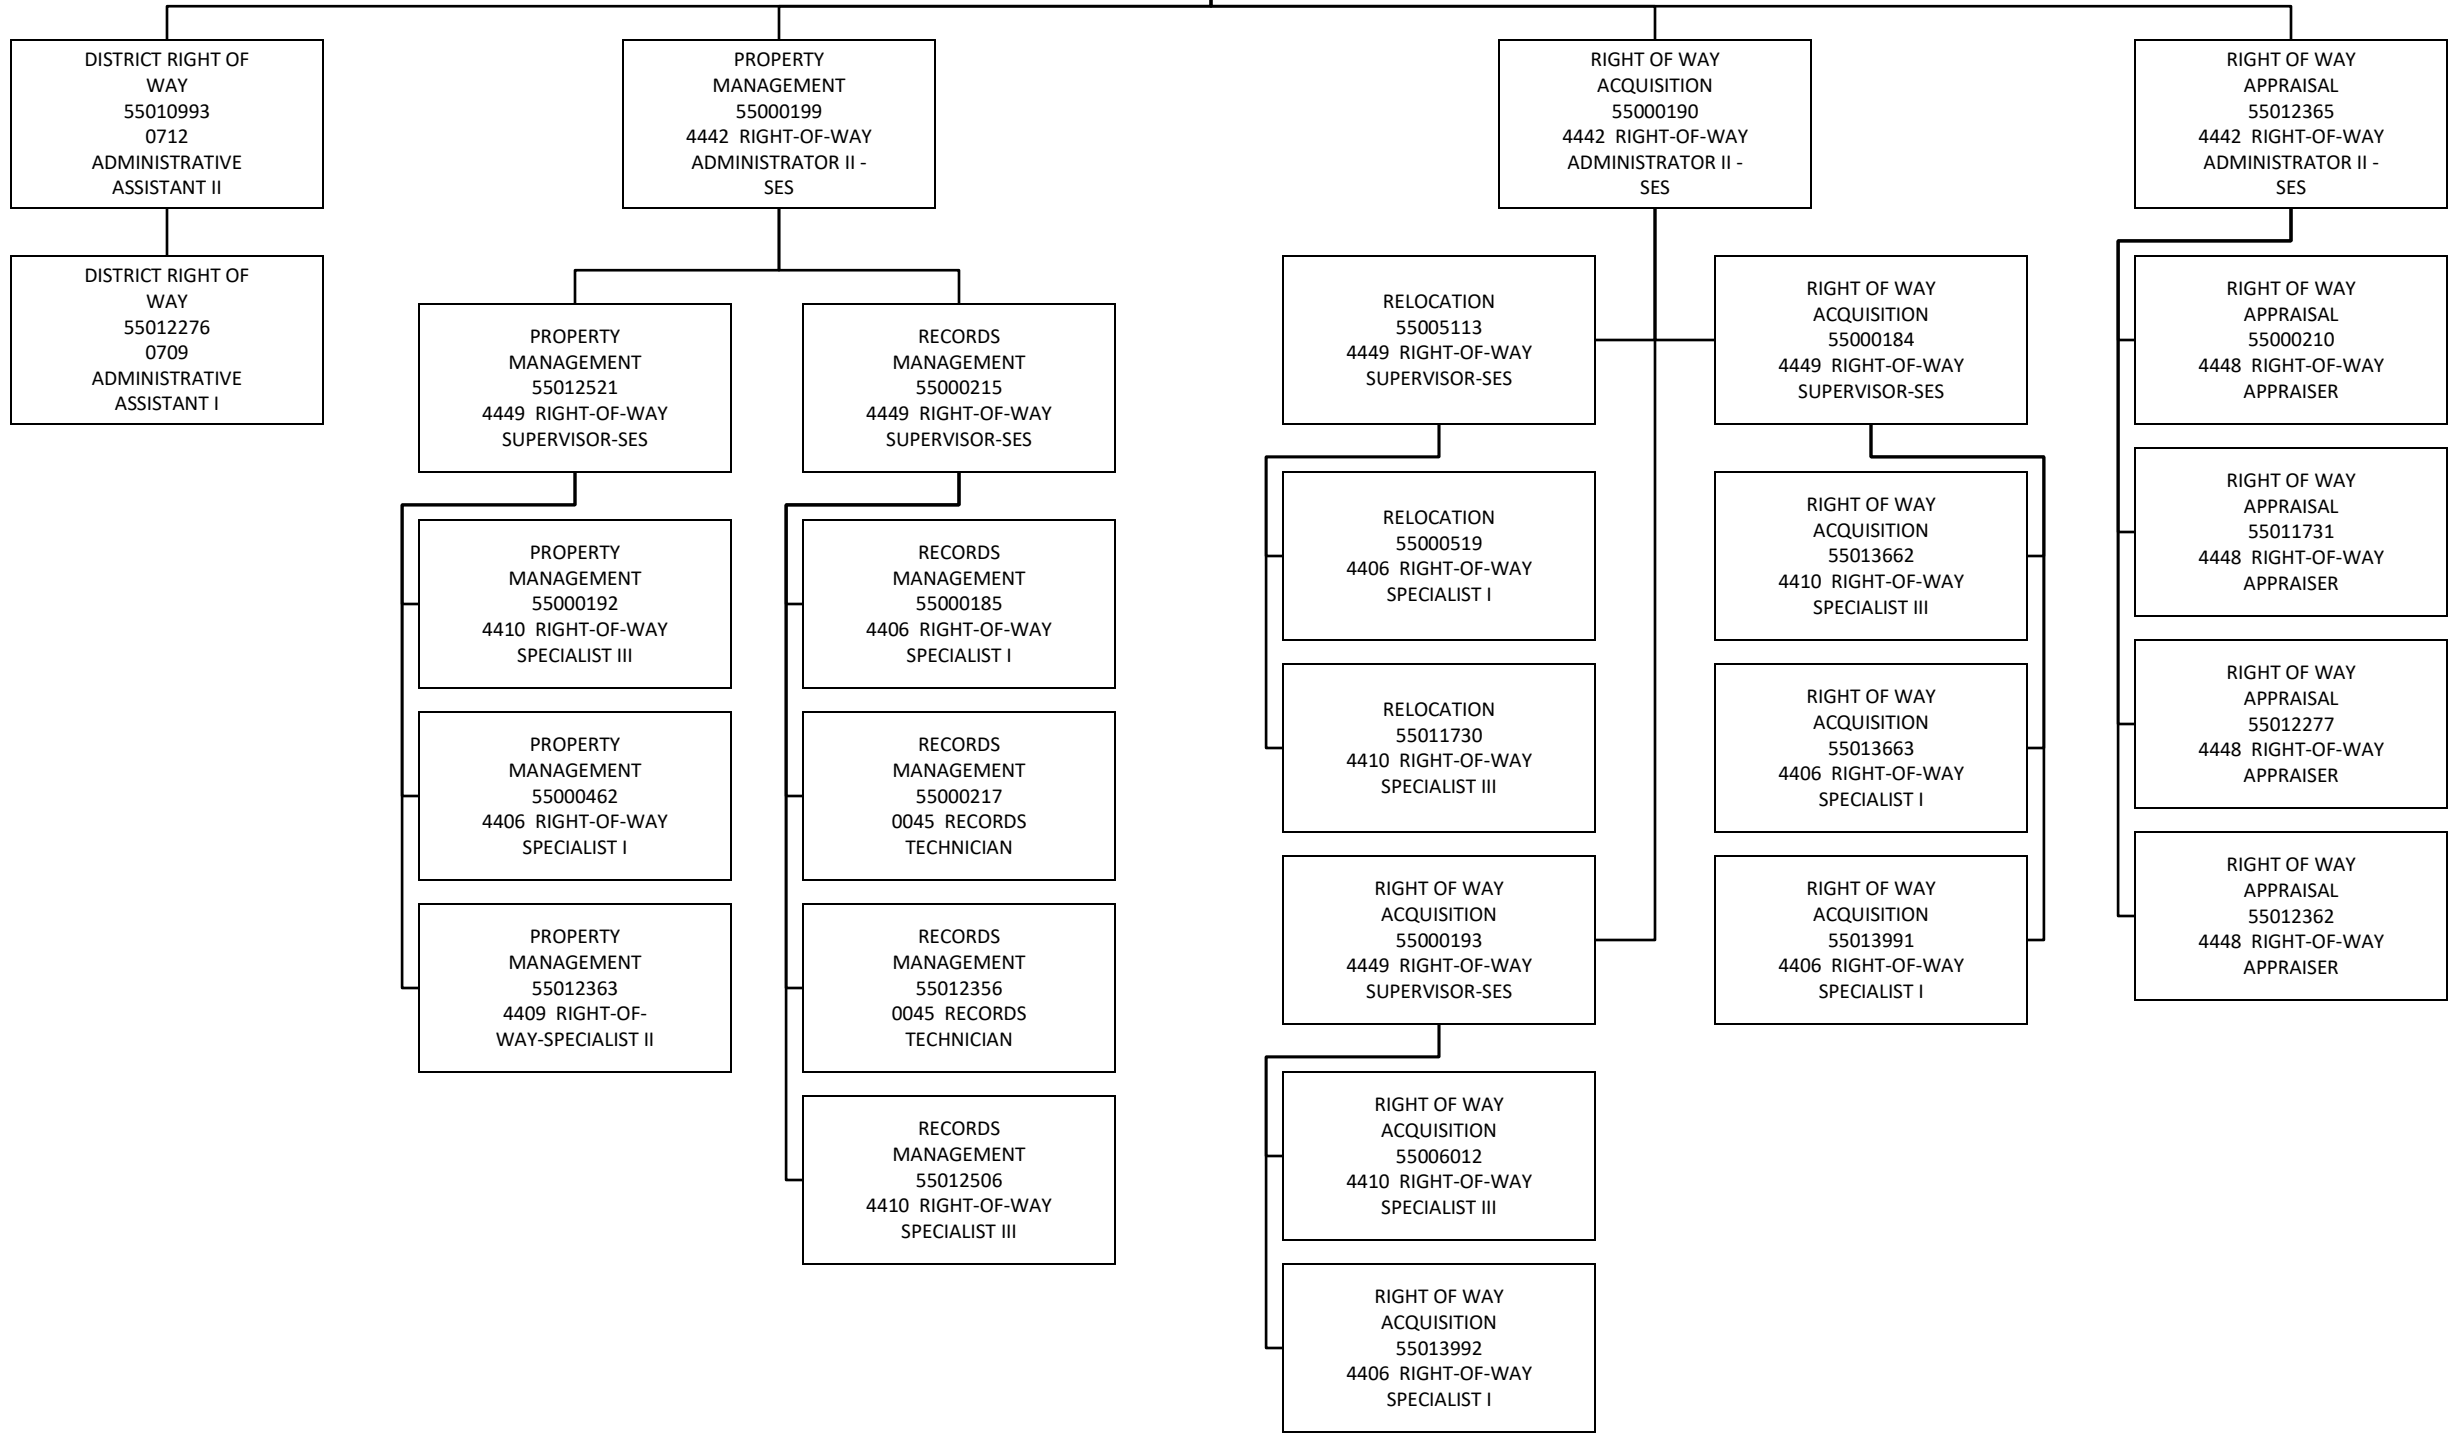 DISTRICT RIGHT OF
WAY
55010993
0712
ADMINISTRATIVE
ASSISTANT II
DISTRICT RIGHT OF
WAY
55012276
0709
ADMINISTRATIVE
ASSISTANT I
PROPERTY
MANAGEMENT
55000199
4442 RIGHT-OF-WAY
ADMINISTRATOR II -
SES
PROPERTY
MANAGEMENT
55012521
4449 RIGHT-OF-WAY
SUPERVISOR-SES
PROPERTY
MANAGEMENT
55000192
4410 RIGHT-OF-WAY
SPECIALIST III
PROPERTY
MANAGEMENT
55000462
4406 RIGHT-OF-WAY
SPECIALIST I
PROPERTY
MANAGEMENT
55012363
4409 RIGHT-OF-
WAY-SPECIALIST II
RECORDS
MANAGEMENT
55000215
4449 RIGHT-OF-WAY
SUPERVISOR-SES
RECORDS
MANAGEMENT
55000185
4406 RIGHT-OF-WAY
SPECIALIST I
RECORDS
MANAGEMENT
55000217
0045 RECORDS
TECHNICIAN
RECORDS
MANAGEMENT
55012356
0045 RECORDS
TECHNICIAN
RECORDS
MANAGEMENT
55012506
4410 RIGHT-OF-WAY
SPECIALIST III
RIGHT OF WAY
ACQUISITION
55000190
4442 RIGHT-OF-WAY
ADMINISTRATOR II -
SES
RELOCATION
55005113
4449 RIGHT-OF-WAY
SUPERVISOR-SES
RELOCATION
55000519
4406 RIGHT-OF-WAY
SPECIALIST I
RELOCATION
55011730
4410 RIGHT-OF-WAY
SPECIALIST III
RIGHT OF WAY
ACQUISITION
55000193
4449 RIGHT-OF-WAY
SUPERVISOR-SES
RIGHT OF WAY
ACQUISITION
55006012
4410 RIGHT-OF-WAY
SPECIALIST III
RIGHT OF WAY
ACQUISITION
55013992
4406 RIGHT-OF-WAY
SPECIALIST I
RIGHT OF WAY
ACQUISITION
55000184
4449 RIGHT-OF-WAY
SUPERVISOR-SES
RIGHT OF WAY
ACQUISITION
55013662
4410 RIGHT-OF-WAY
SPECIALIST III
RIGHT OF WAY
ACQUISITION
55013663
4406 RIGHT-OF-WAY
SPECIALIST I
RIGHT OF WAY
ACQUISITION
55013991
4406 RIGHT-OF-WAY
SPECIALIST I
RIGHT OF WAY
APPRAISAL
55012365
4442 RIGHT-OF-WAY
ADMINISTRATOR II -
SES
RIGHT OF WAY
APPRAISAL
55000210
4448 RIGHT-OF-WAY
APPRAISER
RIGHT OF WAY
APPRAISAL
55011731
4448 RIGHT-OF-WAY
APPRAISER
RIGHT OF WAY
APPRAISAL
55012277
4448 RIGHT-OF-WAY
APPRAISER
RIGHT OF WAY
APPRAISAL
55012362
4448 RIGHT-OF-WAY
APPRAISER